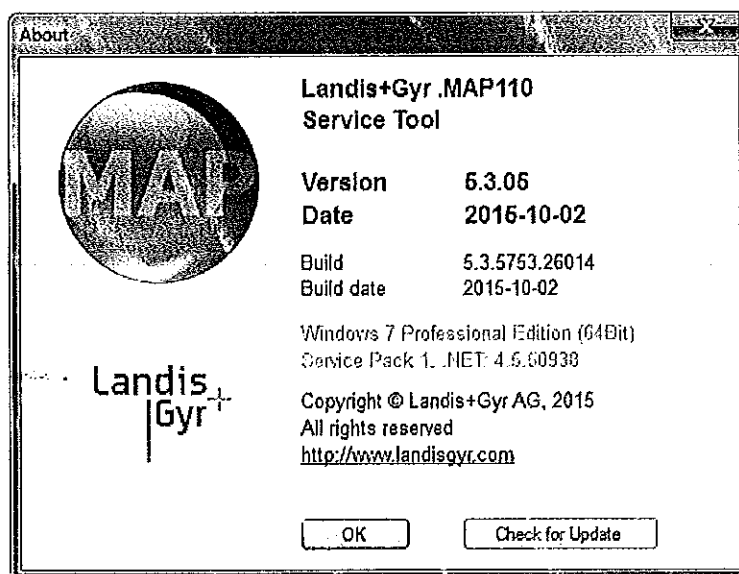 About
MAP
Landis+Gyr .MAP110
Service Tool
Version 5.3.05
Date 2015-10-02
Build 5.3.5753.26014
Build date 2015-10-02
Windows 7 Professional Edition (64Bit)
Service Pack 1, .NET: 4.5.50938
Landis
Gyr
Copyright © Landis+Gyr AG, 2015
All rights reserved
http://www.landisgyr.com
OK
Check for Update